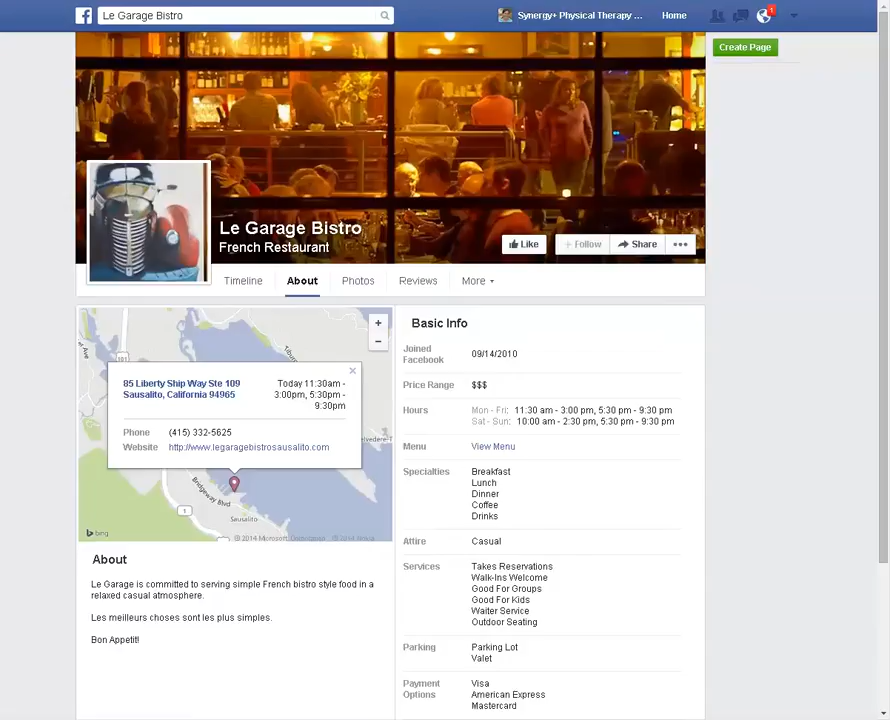 Le Garage Bistro
Synergy+ Physical Therapy ...
Home
1
Create Page
Le Garage Bistro
French Restaurant
Like
+ Follow
Share
Timeline
About
Photos
Reviews
More
101
+
−
85 Liberty Ship Way Ste 109
Sausalito, California 94965
Today 11:30am -
3:00pm, 5:30pm -
9:30pm
Phone (415) 332-5625
Website http://www.legaragebistrosausalito.com
Bridgeway Blvd
1
Sausalito
bing
About
Le Garage is committed to serving simple French bistro style food in a
relaxed casual atmosphere.
Les meilleurs choses sont les plus simples.
Bon Appetit!
Basic Info
Joined
Facebook
09/14/2010
Price Range $$$
Hours Mon - Fri: 11:30 am - 3:00 pm, 5:30 pm - 9:30 pm
Sat - Sun: 10:00 am - 2:30 pm, 5:30 pm - 9:30 pm
Menu View Menu
Specialties Breakfast
Lunch
Dinner
Coffee
Drinks
Attire Casual
Services Takes Reservations
Walk-Ins Welcome
Good For Groups
Good For Kids
Waiter Service
Outdoor Seating
Parking Parking Lot
Valet
Payment
Options
Visa
American Express
Mastercard